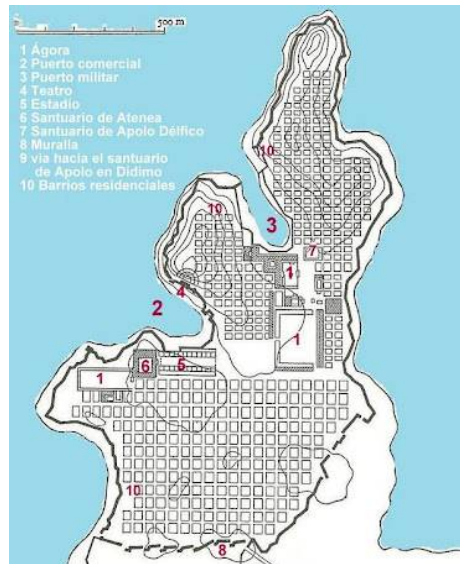 500 m
1 Ágora
2 Puerto comercial
3 Puerto militar
4 Teatro
5 Estadio
6 Santuario de Atenea
7 Santuario de Apolo Délfico
8 Muralla
9 via hacia el santuario
de Apolo en Dídimo
10 Barrios residenciales
10
10
3
7
1
4
2
1
6
5
1
10
8